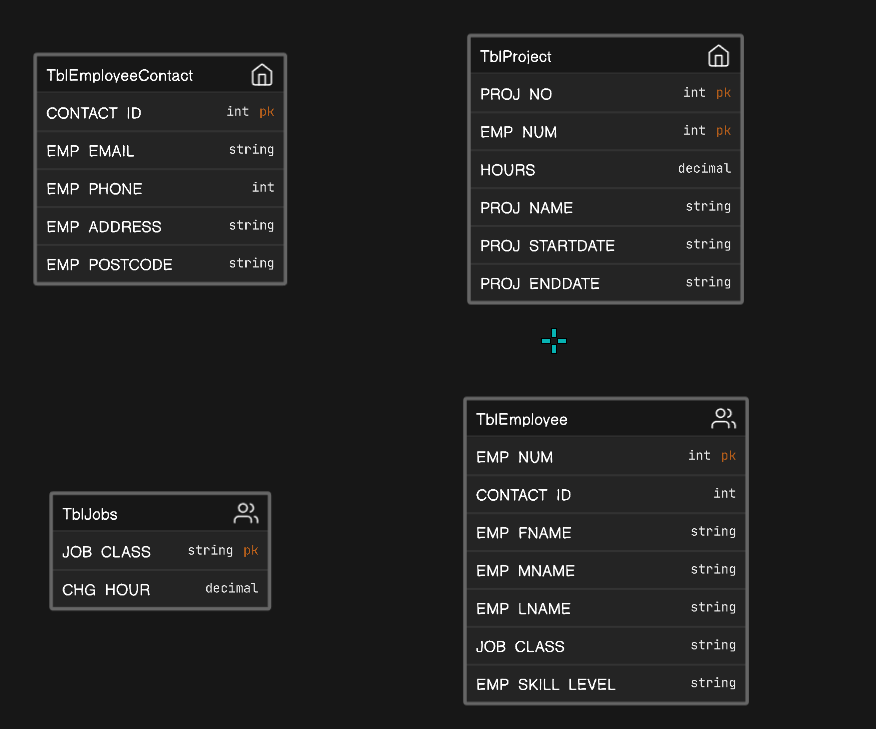 TblEmployeeContact
CONTACT ID int pk
EMP EMAIL string
EMP PHONE int
EMP ADDRESS string
EMP POSTCODE string
TblProject
PROJ NO int pk
EMP NUM int pk
HOURS decimal
PROJ NAME string
PROJ STARTDATE string
PROJ ENDDATE string
TblJobs
JOB CLASS string pk
CHG HOUR decimal
TblEmployee
EMP NUM int pk
CONTACT ID int
EMP FNAME string
EMP MNAME string
EMP LNAME string
JOB CLASS string
EMP SKILL LEVEL string